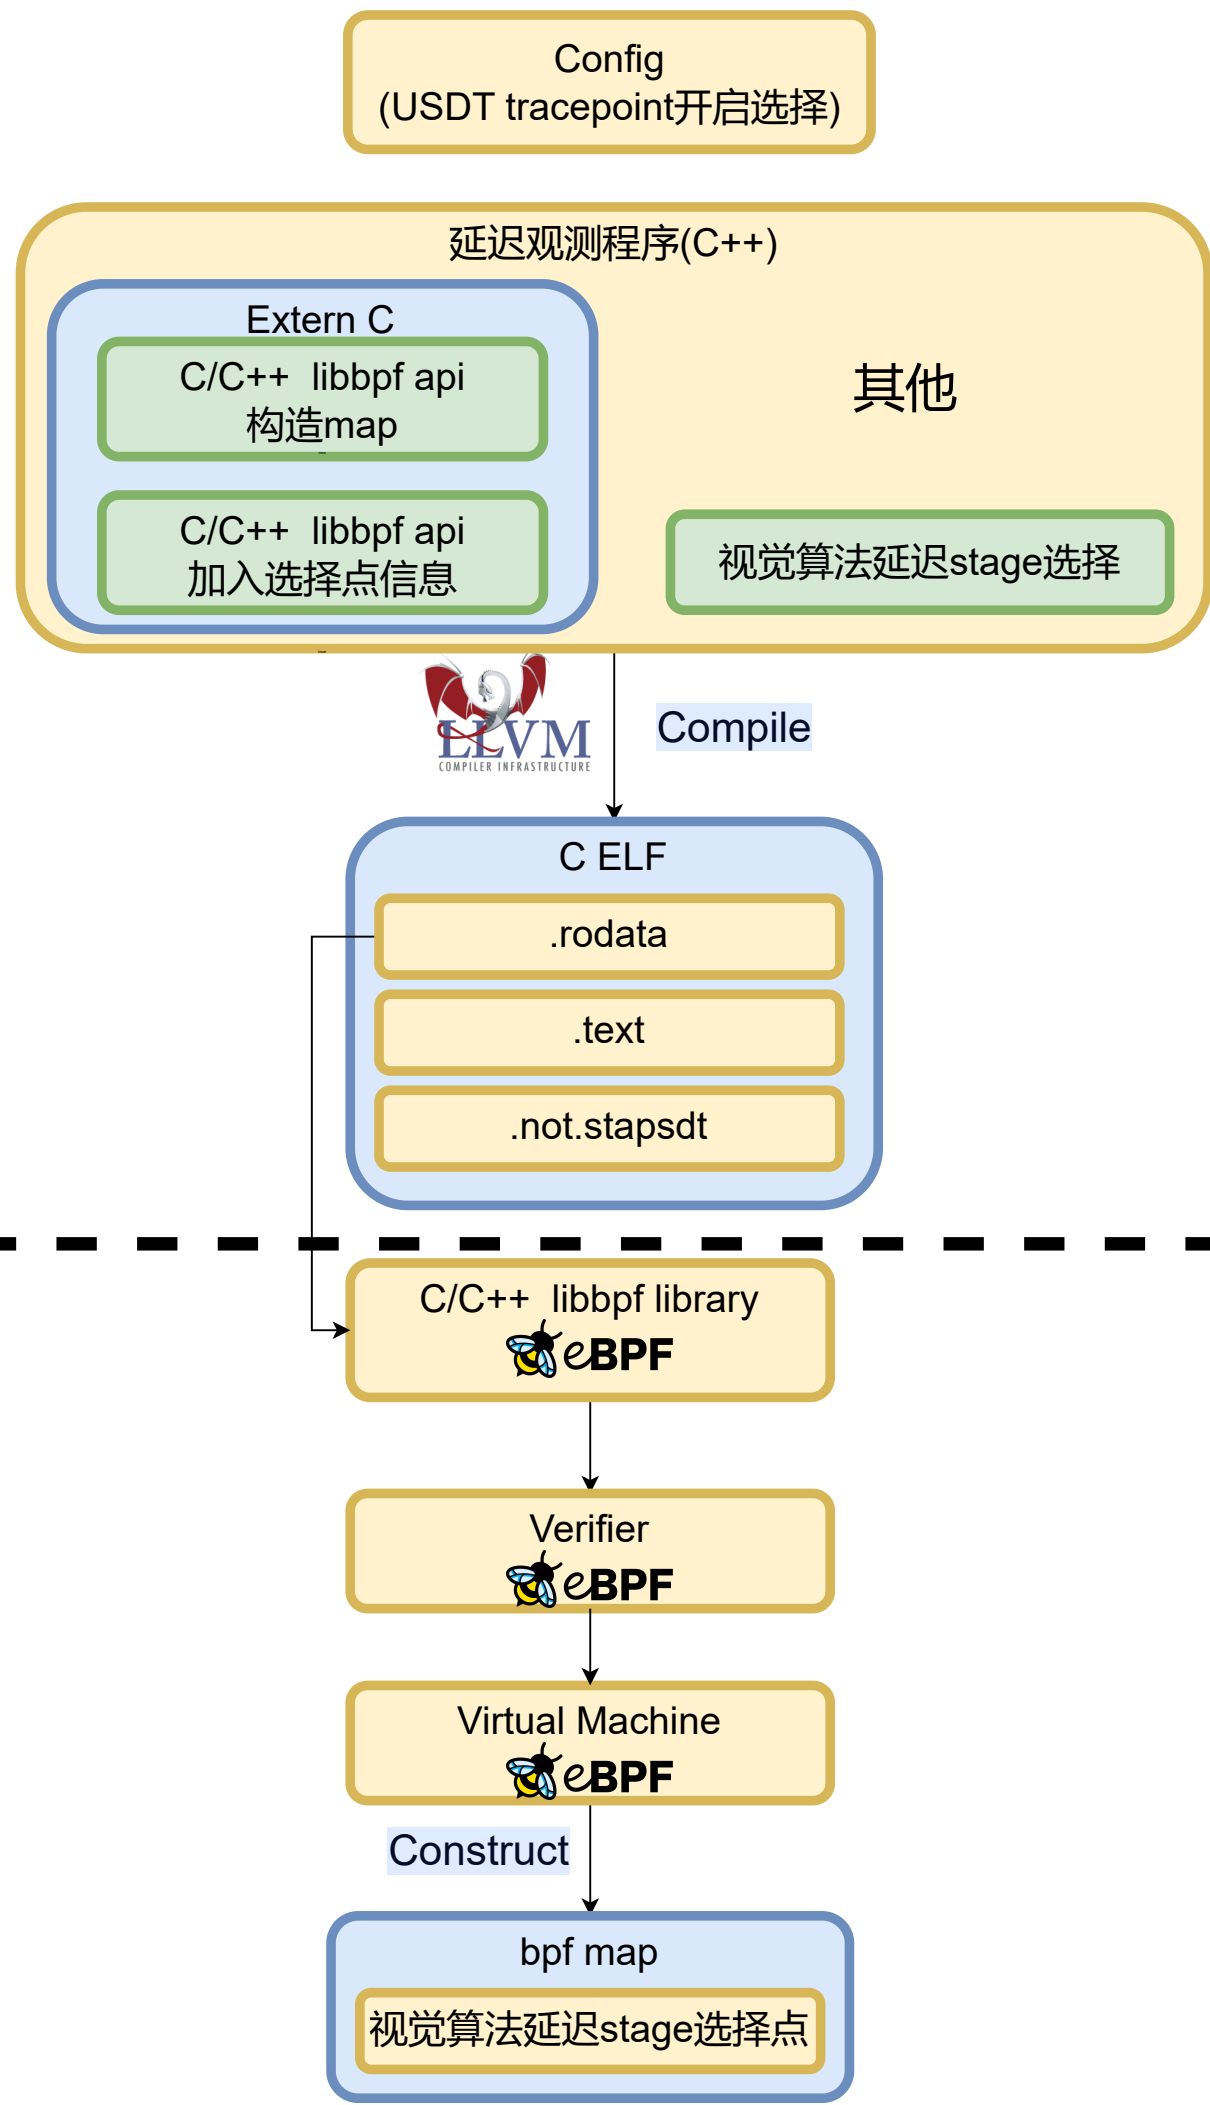 Config
(USDT tracepoint开启选择)
延迟观测程序(C++)
Extern C
C/C++ libbpf api
构造map
其他
C/C++ libbpf api
加入选择点信息
视觉算法延迟stage选择
LLVM
COMPILER INFRASTRUCTURE
Compile
C ELF
.rodata
.text
.not.stapsdt
C/C++ libbpf library
eBPF
Verifier
eBPF
Virtual Machine
eBPF
Construct
bpf map
视觉算法延迟stage选择点